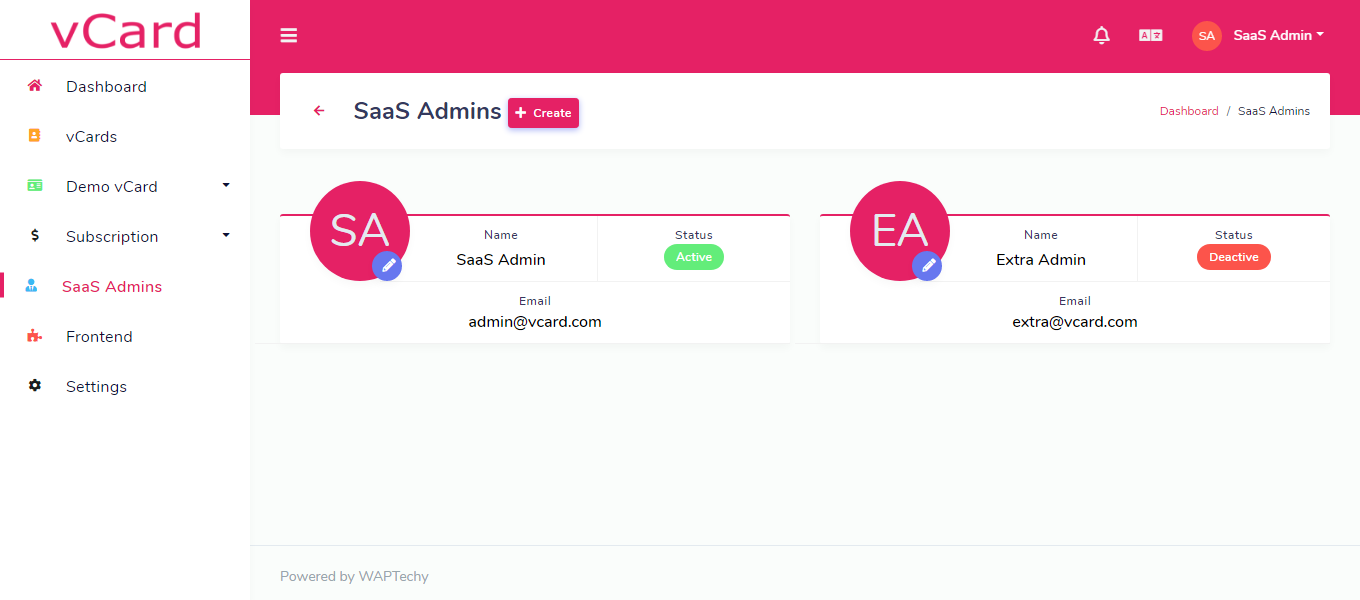 vCard
SaaS Admin
SA
Dashboard
vCards
Demo vCard
Subscription
SaaS Admins
Frontend
Settings
SaaS Admins
Create
Dashboard / SaaS Admins
SA
Name
SaaS Admin
Status
Active
Email
admin@vcard.com
EA
Name
Extra Admin
Status
Deactive
Email
extra@vcard.com
Powered by WAPTechy